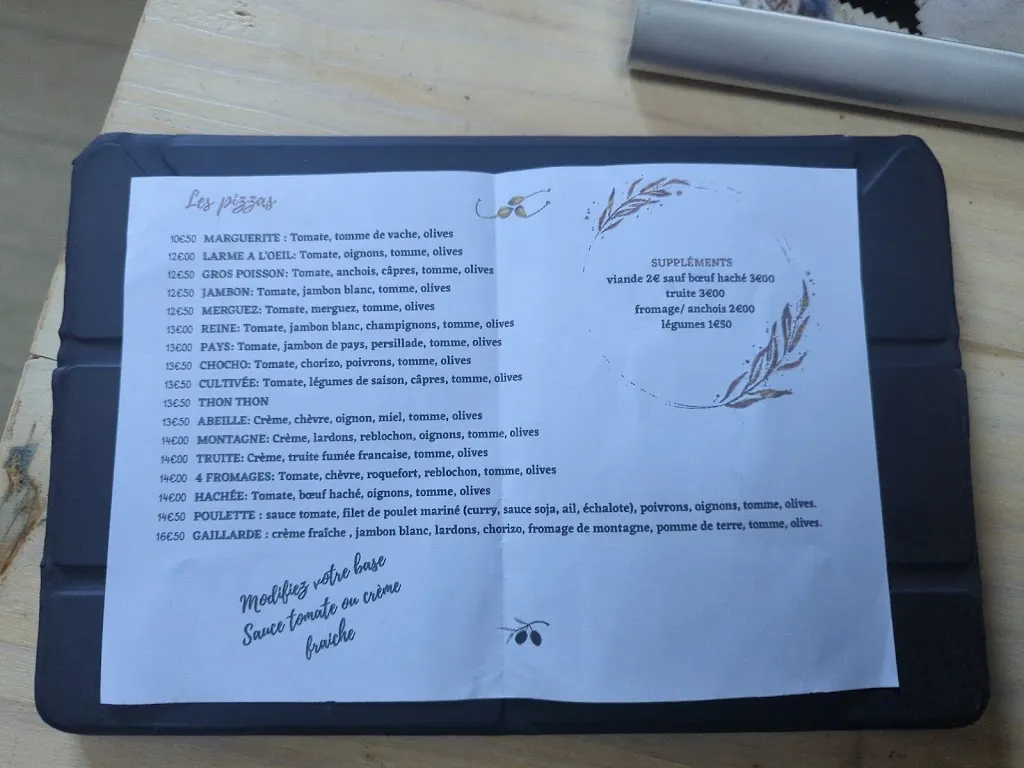 Les pizzas
10€50 MARGUERITE : Tomate, tomme de vache, olives
12€00 LARME A L'OEIL: Tomate, oignons, tomme, olives
12€50 GROS POISSON: Tomate, anchois, câpres, tomme, olives
12€50 JAMBON: Tomate, jambon blanc, tomme, olives
12€50 MERGUEZ: Tomate, merguez, tomme, olives
13€00 REINE: Tomate, jambon blanc, champignons, tomme, olives
13€00 PAYS: Tomate, jambon de pays, persillade, tomme, olives
13€50 CHOCHO: Tomate, chorizo, poivrons, tomme, olives
13€50 CULTIVÉE: Tomate, légumes de saison, câpres, tomme, olives
13€50 THON THON
13€50 ABEILLE: Crème, chèvre, oignon, miel, tomme, olives
14€00 MONTAGNE: Crème, lardons, reblochon, oignons, tomme, olives
14€00 TRUITE: Crème, truite fumée francaise, tomme, olives
14€00 4 FROMAGES: Tomate, chèvre, roquefort, reblochon, tomme, olives
14€00 HACHÉE: Tomate, bœuf haché, oignons, tomme, olives
14€50 POULETTE : sauce tomate, filet de poulet mariné (curry, sauce soja, ail, échalote), poivrons, oignons, tomme, olives.
16€50 GAILLARDE : crème fraîche , jambon blanc, lardons, chorizo, fromage de montagne, pomme de terre, tomme, olives.
Modifiez votre base
Sauce tomate ou crème
fraiche
SUPPLÉMENTS
viande 2€ sauf bœuf haché 3€00
truite 3€00
fromage/ anchois 2€00
légumes 1€50